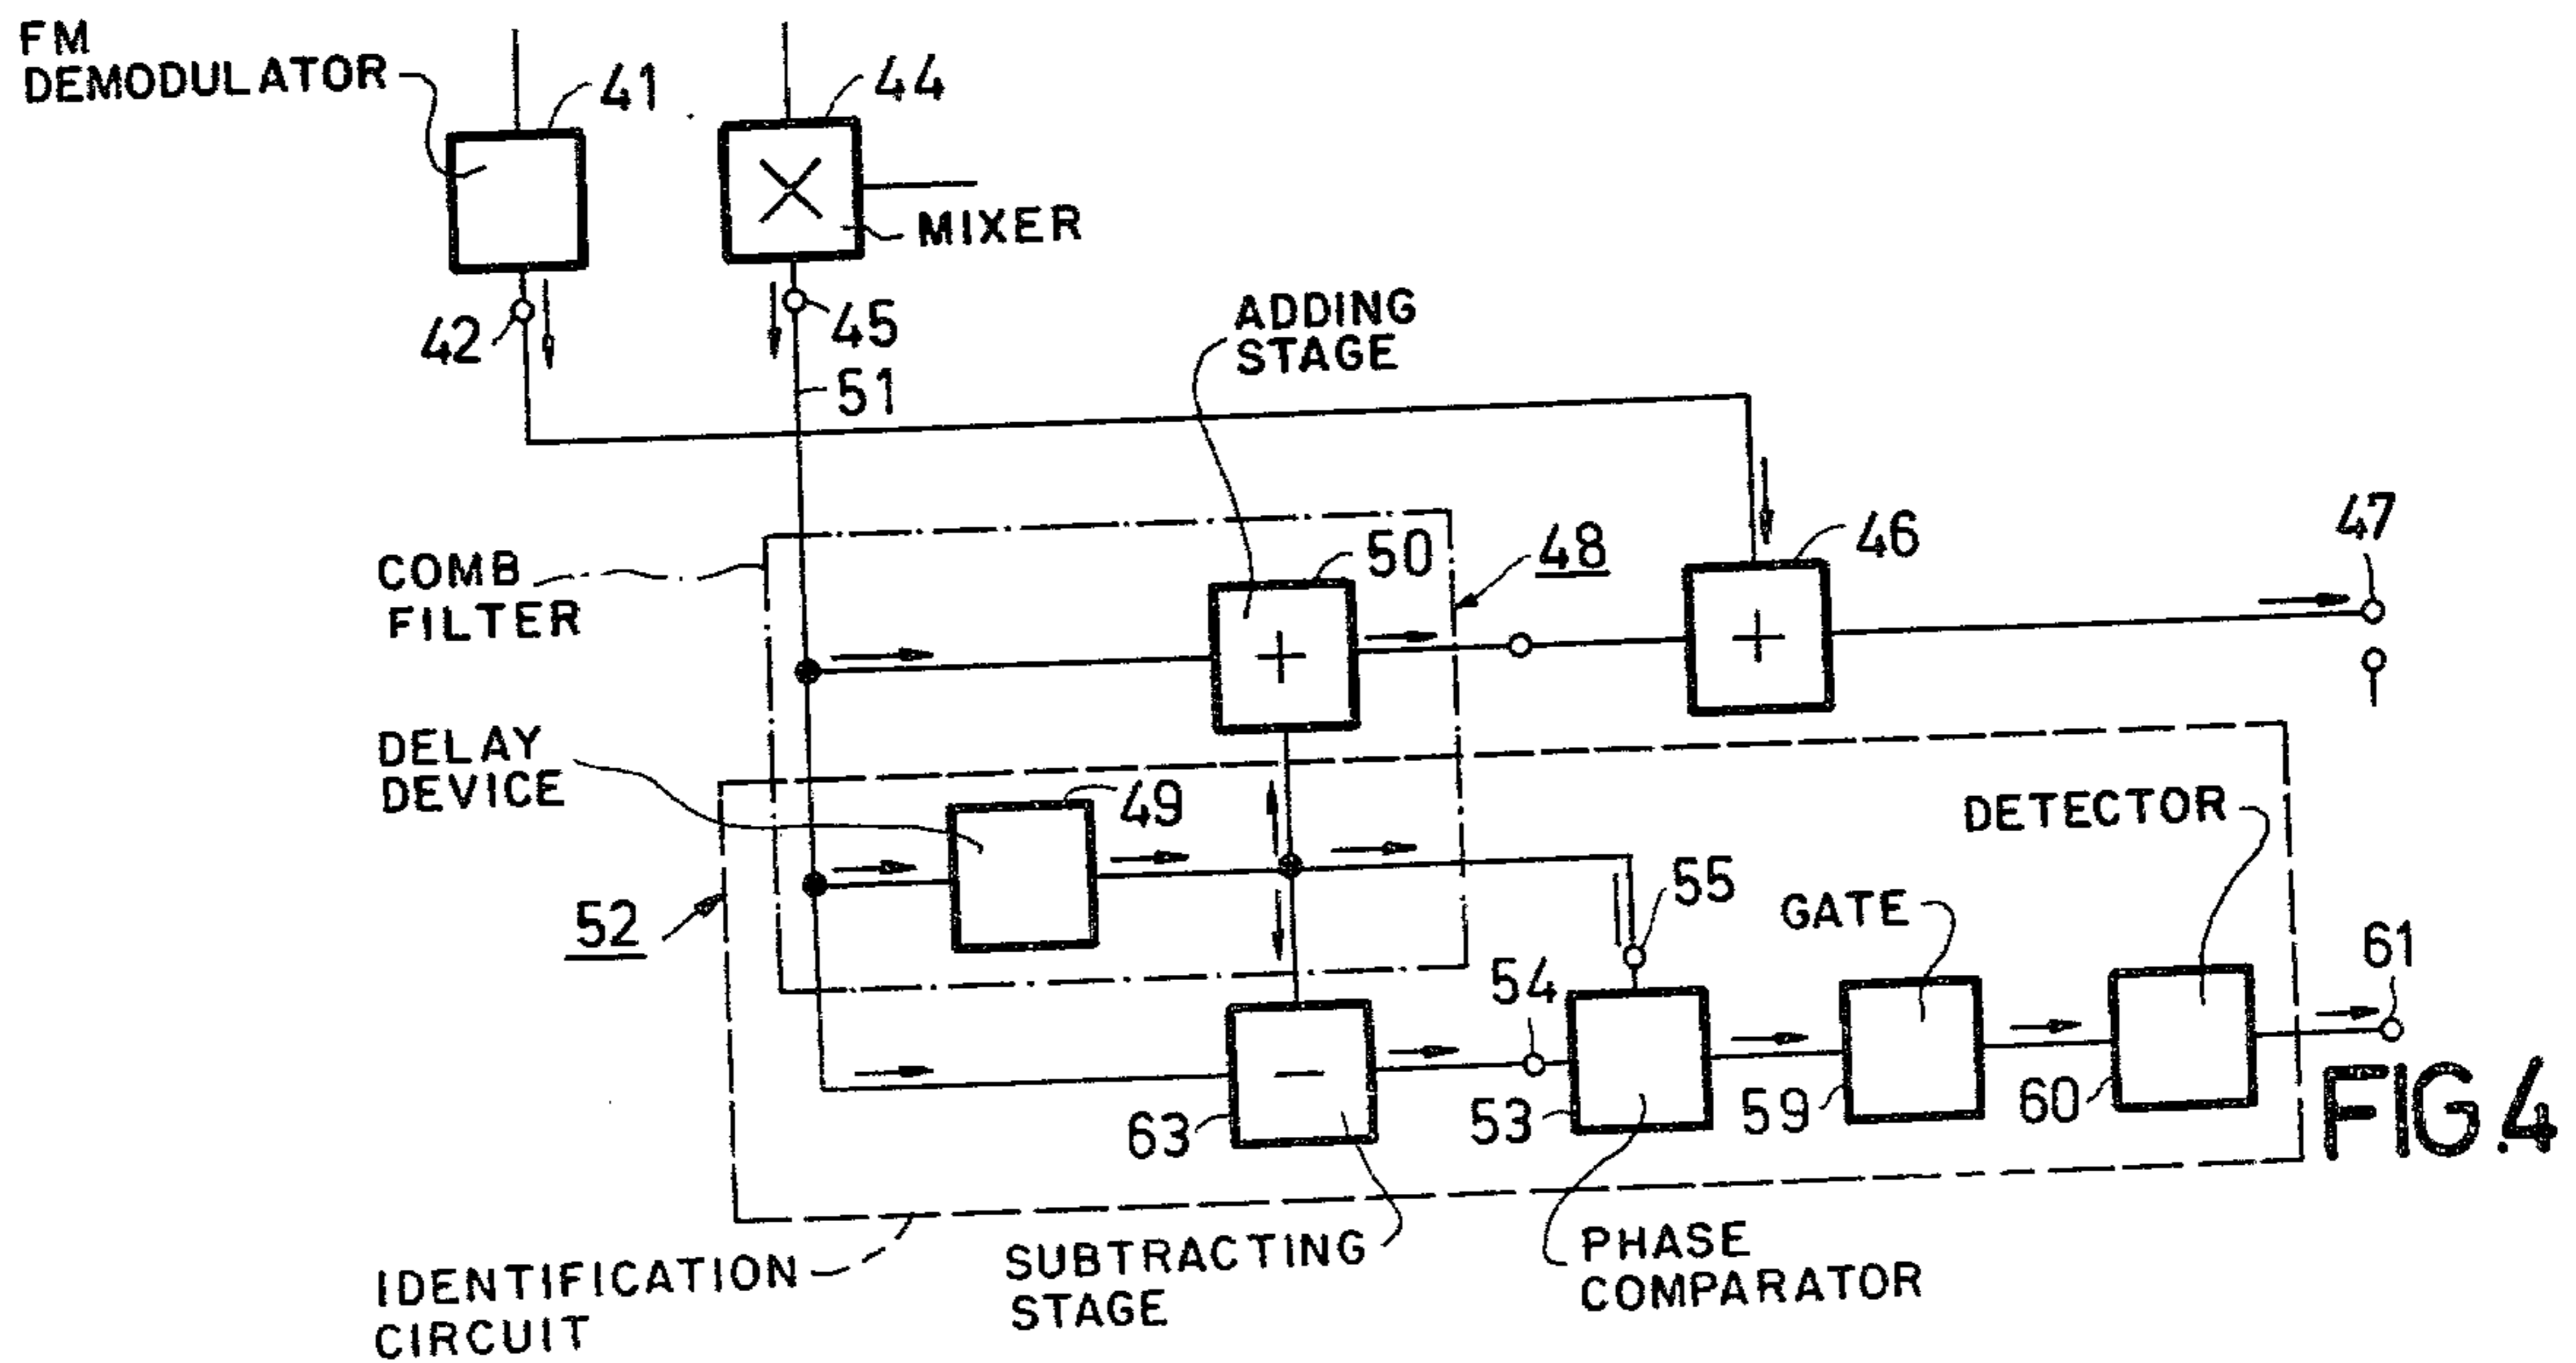 FM
DEMODULATOR
41
44
MIXER
42
45
51
ADDING
STAGE
COMB
FILTER
50
48
46
47
DELAY
DEVICE
49
52
DETECTOR
55
GATE
54
61
63
53
59
60
FIG.4
SUBTRACTING
STAGE
PHASE
COMPARATOR
IDENTIFICATION
CIRCUIT